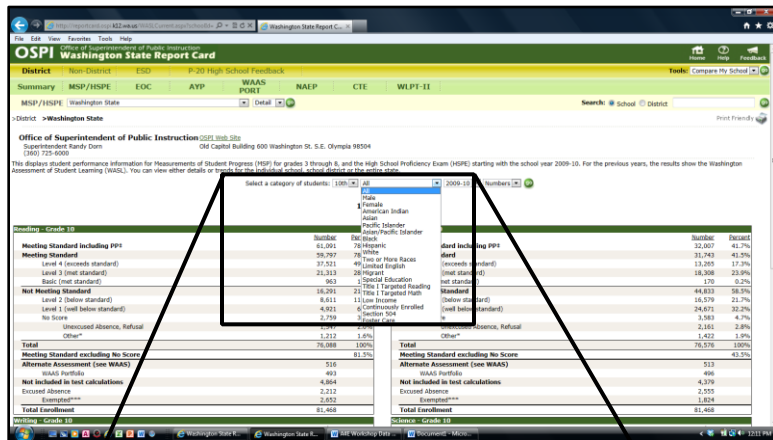 Washington State Report C...
File Edit View Favorites Tools Help
OSPI Office of Superintendent of Public Instruction
Washington State Report Card
Home Help Feedback
District Non-District ESD P-20 High School Feedback Tools: Compare My School
Summary MSP/HSPE EOC AYP WAAS PORT NAEP CTE WLPT-II
MSP/HSPE Washington State Detail Search: School District
>District >Washington State Print Friendly
Office of Superintendent of Public Instruction OSPI Web Site
Superintendent Randy Dorn Old Capitol Building 600 Washington St. S.E. Olympia 98504
(360) 725-6000
This displays student performance information for Measurements of Student Progress (MSP) for grades 3 through 8, and the High School Proficiency Exam (HSPE) starting with the school year 2009-10. For the previous years, the results show the Washington
Assessment of Student Learning (WASL). You can view either details or trends for the individual school, school district or the entire state.
Select a category of students: 10th All 2009-10 Numbers
All
Male
Female
American Indian
Asian
Pacific Islander
Asian/Pacific Islander
Black
Hispanic
White
Two or More Races
Limited English
Migrant
Special Education
Title I Targeted Reading
Title I Targeted Math
Low Income
Continuously Enrolled
Section 504
Foster Care
Reading - Grade 10
Number
Meeting Standard including PP‡ 61,091
Meeting Standard 59,797
Level 4 (exceeds standard) 37,521
Level 3 (met standard) 21,313
Basic (met standard) 963
Not Meeting Standard 16,291
Level 2 (below standard) 8,611
Level 1 (well below standard) 4,921
No Score 2,759
Unexcused Absence, Refusal 1,547 2.0%
Other* 1,212 1.6%
Total 76,088 100%
Meeting Standard excluding No Score 81.5%
Alternate Assessment (see WAAS) 516
WAAS Portfolio 493
Not included in test calculations 4,864
Excused Absence 2,212
Exempted*** 2,652
Total Enrollment 81,468
Writing - Grade 10
Number Percent
dard including PP‡ 32,007 41.7%
Standard 31,743 41.5%
(exceeds standard) 13,265 17.3%
(met standard) 18,308 23.9%
(met standard) 170 0.2%
Standard 44,833 58.5%
(below standard) 16,579 21.7%
(well below standard) 24,671 32.2%
3,583 4.7%
Unexcused Absence, Refusal 2,161 2.8%
Other* 1,422 1.9%
Total 76,576 100%
Meeting Standard excluding No Score 43.5%
Alternate Assessment (see WAAS) 513
WAAS Portfolio 496
Not included in test calculations 4,379
Excused Absence 2,555
Exempted*** 1,824
Total Enrollment 81,468
Science - Grade 10
Washington State R...
Washington State R...
ARE Workshop Data ...
Document1 - Micro...
12:11 PM